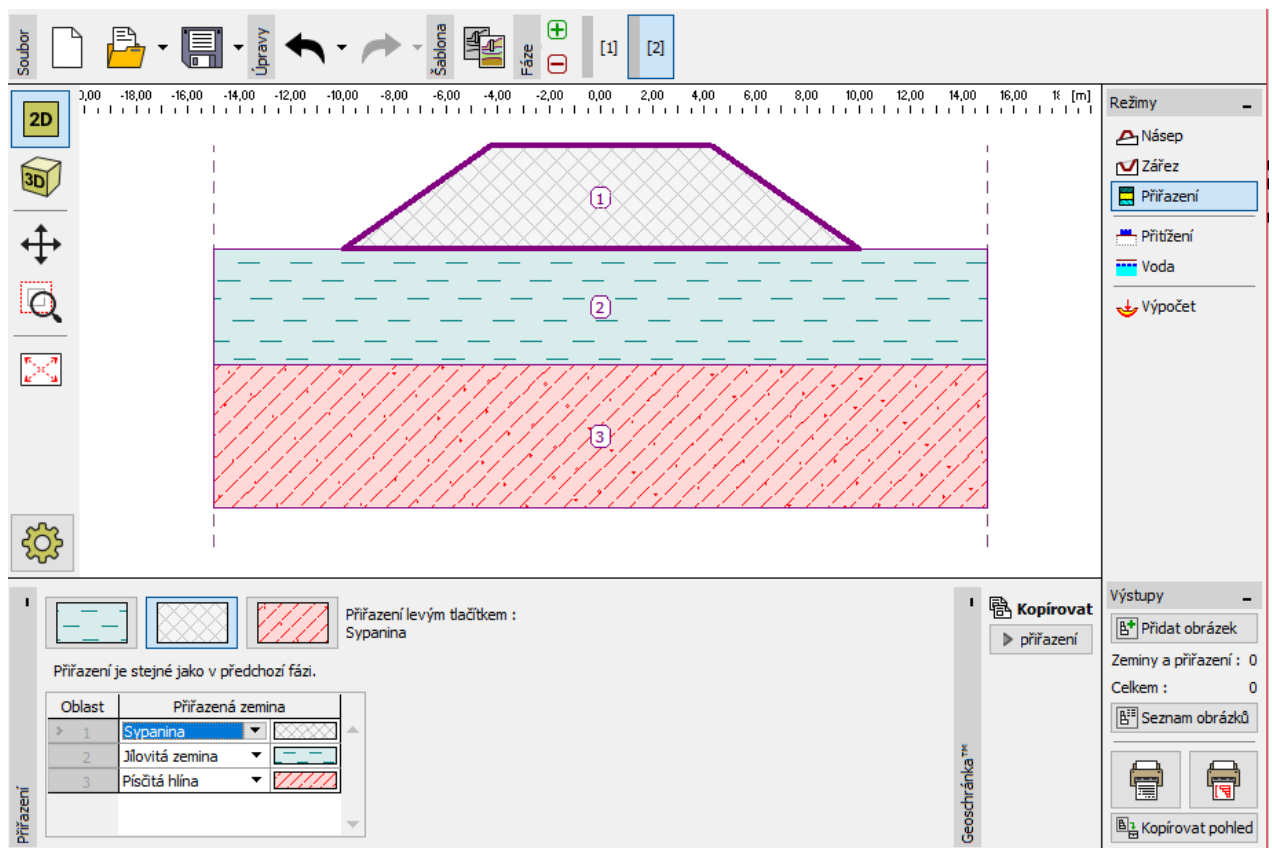 Soubor
Úpravy
Šablona
Fáze
[1]
[2]
0,00 -18,00 -16,00 -14,00 -12,00 -10,00 -8,00 -6,00 -4,00 -2,00 0,00 2,00 4,00 6,00 8,00 10,00 12,00 14,00 16,00 [m]
2D
3D
1
2
3
Režimy
Násep
Zářez
Přiřazení
Přitížení
Voda
Výpočet
Přiřazení
Přiřazení levým tlačítkem :
Sypanina
Přiřazení je stejné jako v předchozí fázi.
Oblast Přiřazená zemina
1 Sypanina
2 Jílovitá zemina
3 Písčitá hlína
Geoschránka™
Kopírovat
přiřazení
Výstupy
Přidat obrázek
Zeminy a přiřazení : 0
Celkem : 0
Seznam obrázků
Kopírovat pohled